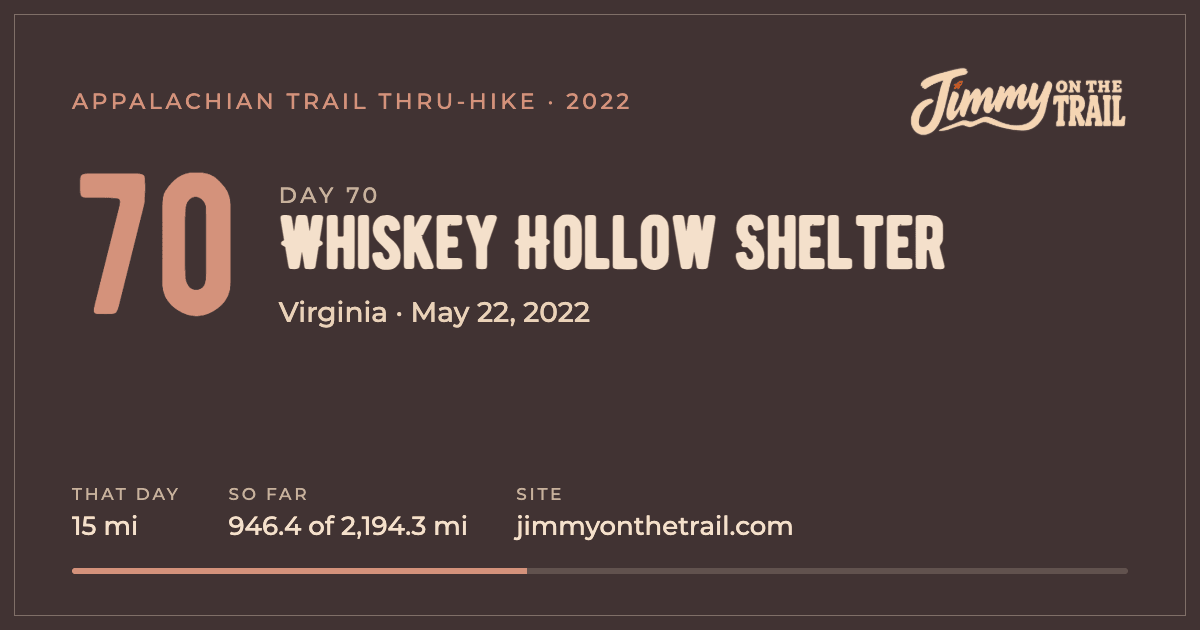 APPALACHIAN TRAIL THRU-HIKE · 2022
Jimmy ON THE TRAIL
70
DAY 70
WHISKEY HOLLOW SHELTER
Virginia · May 22, 2022
THAT DAY
15 mi
SO FAR
946.4 of 2,194.3 mi
SITE
jimmyonthetrail.com